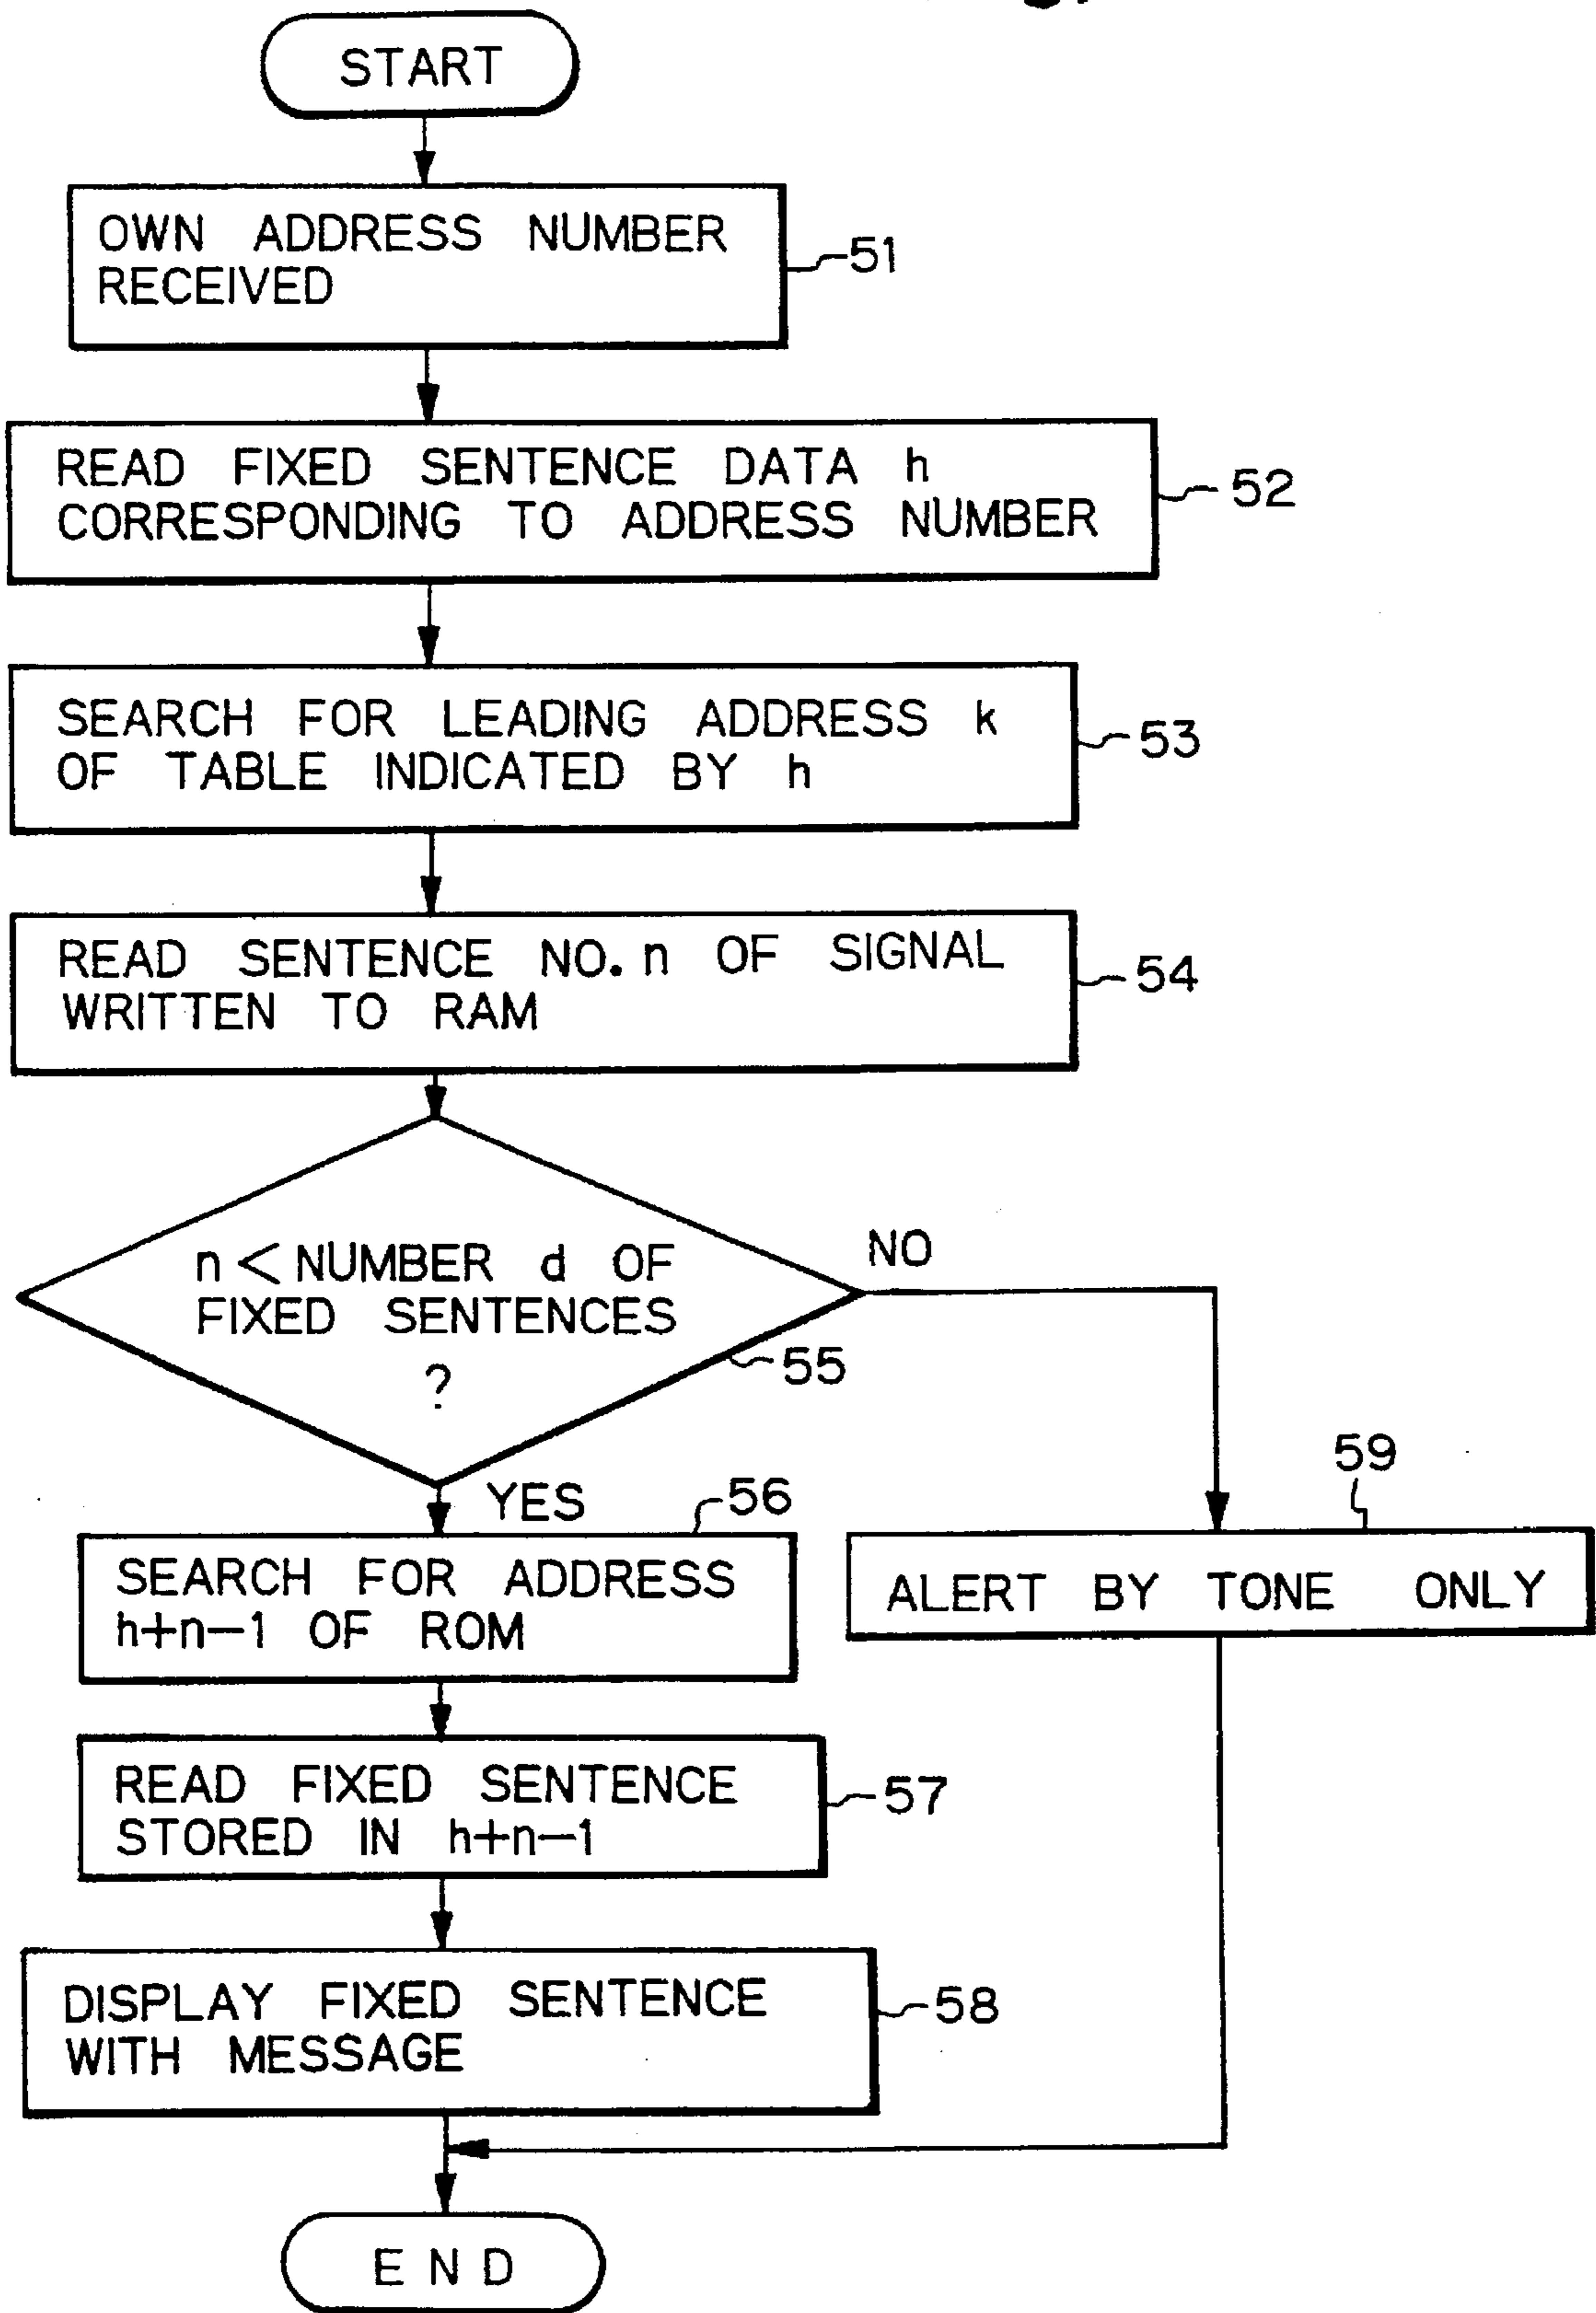 START
OWN ADDRESS NUMBER
RECEIVED
51
READ FIXED SENTENCE DATA h
CORRESPONDING TO ADDRESS NUMBER
52
SEARCH FOR LEADING ADDRESS k
OF TABLE INDICATED BY h
53
READ SENTENCE NO. n OF SIGNAL
WRITTEN TO RAM
54
n < NUMBER d OF
FIXED SENTENCES
?
55
NO
YES
56
SEARCH FOR ADDRESS
h+n-1 OF ROM
59
ALERT BY TONE ONLY
READ FIXED SENTENCE
STORED IN h+n-1
57
DISPLAY FIXED SENTENCE
WITH MESSAGE
58
END